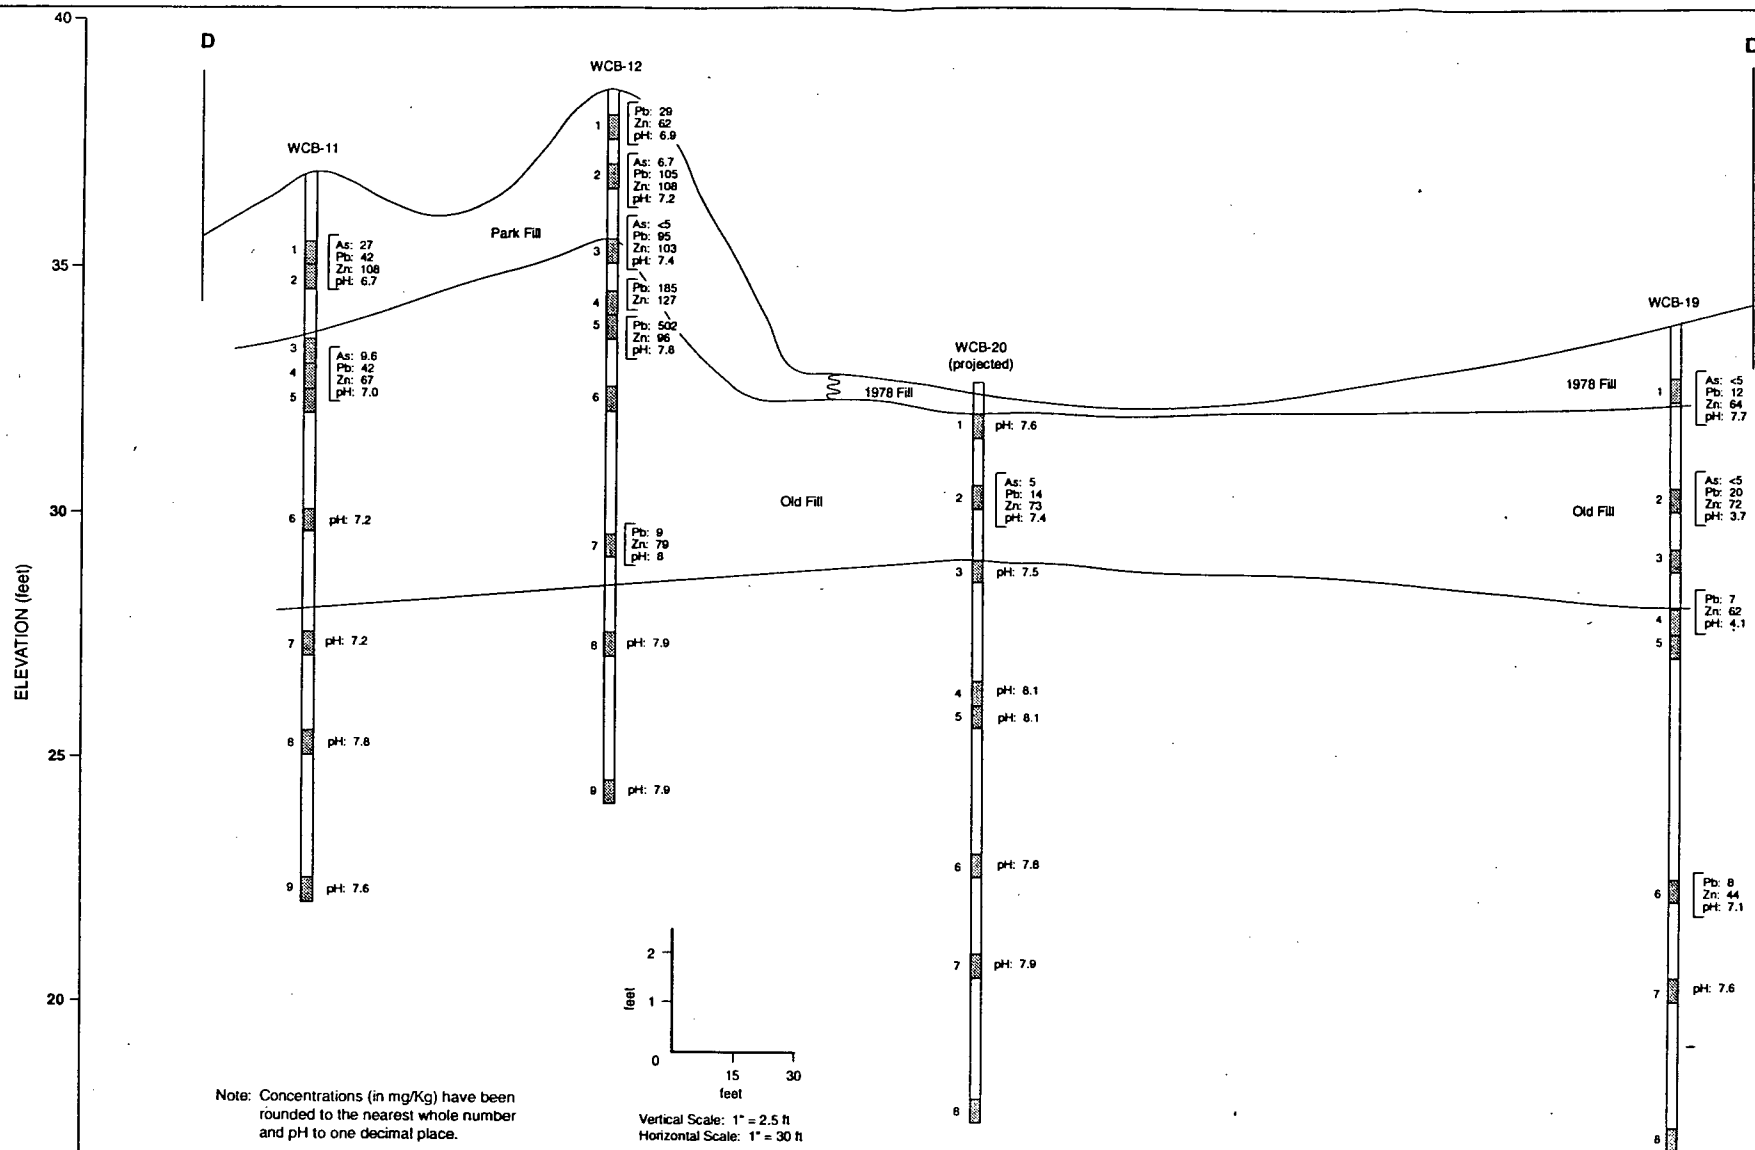 40
35
30
25
20
ELEVATION (feet)
D
D
WCB-11
1
2
As: 27
Pb: 42
Zn: 108
pH: 6.7
3
4
5
As: 9.6
Pb: 42
Zn: 67
pH: 7.0
6
pH: 7.2
7
pH: 7.2
8
pH: 7.8
9
pH: 7.6
WCB-12
1
Pb: 29
Zn: 62
pH: 6.9
2
As: 6.7
Pb: 105
Zn: 108
pH: 7.2
3
As: <5
Pb: 95
Zn: 103
pH: 7.4
4
Pb: 185
Zn: 127
5
Pb: 502
Zn: 96
pH: 7.8
6
7
Pb: 9
Zn: 79
pH: 8
8
pH: 7.9
9
pH: 7.9
Park Fill
1978 Fill
Old Fill
WCB-20
(projected)
1
pH: 7.6
2
As: 5
Pb: 14
Zn: 73
pH: 7.4
3
pH: 7.5
4
pH: 8.1
5
pH: 8.1
6
pH: 7.8
7
pH: 7.9
8
WCB-19
1978 Fill
1
As: <5
Pb: 12
Zn: 64
pH: 7.7
Old Fill
2
As: <5
Pb: 20
Zn: 72
pH: 3.7
3
4
5
Pb: 7
Zn: 62
pH: 4.1
6
Pb: 8
Zn: 44
pH: 7.1
7
pH: 7.6
8
2
1
0
feet
15
30
feet
Vertical Scale: 1" = 2.5 ft
Horizontal Scale: 1" = 30 ft
Note: Concentrations (in mg/Kg) have been
rounded to the nearest whole number
and pH to one decimal place.